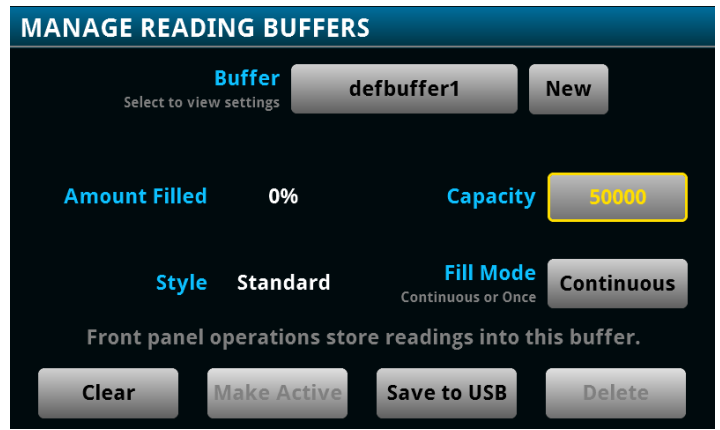 MANAGE READING BUFFERS
Buffer
Select to view settings
defbuffer1
New
Amount Filled
0%
Capacity
50000
Style
Standard
Fill Mode
Continuous or Once
Continuous
Front panel operations store readings into this buffer.
Clear
Make Active
Save to USB
Delete